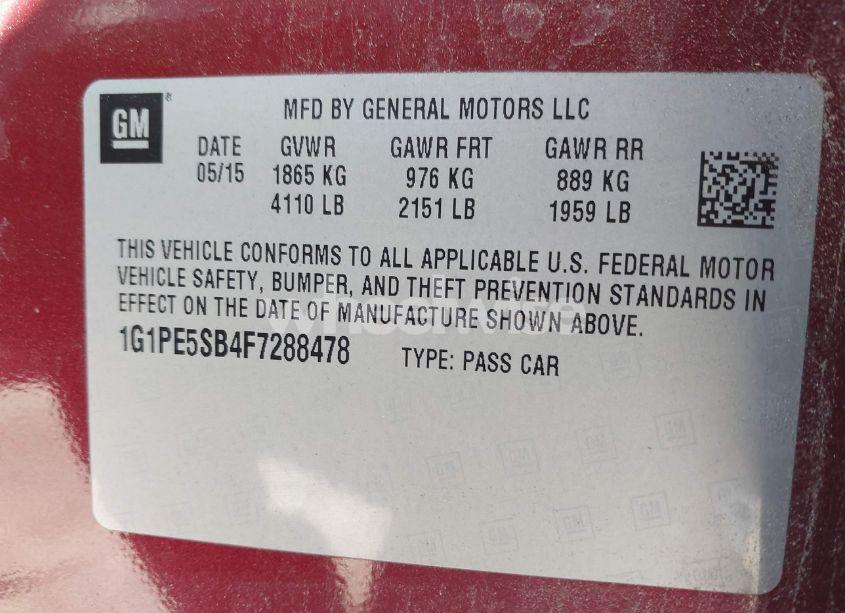 GM
MFD BY GENERAL MOTORS LLC
DATE GVWR GAWR FRT GAWR RR
05/15 1865 KG 976 KG 889 KG
4110 LB 2151 LB 1959 LB
THIS VEHICLE CONFORMS TO ALL APPLICABLE U.S. FEDERAL MOTOR
VEHICLE SAFETY, BUMPER, AND THEFT PREVENTION STANDARDS IN
EFFECT ON THE DATE OF MANUFACTURE SHOWN ABOVE.
1G1PE5SB4F7288478 TYPE: PASS CAR